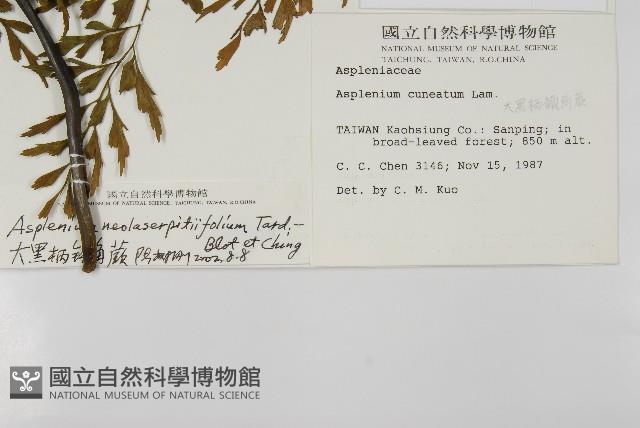 國立自然科學博物館
NATIONAL MUSEUM OF NATURAL SCIENCE
TAICHUNG, TAIWAN, R.O.CHINA
Aspleniaceae
Asplenium cuneatum Lam.
大黑柄鐵角蕨
TAIWAN Kaohsiung Co.: Sanping; in
broad-leaved forest; 850 m alt.
C. C. Chen 3146; Nov 15, 1987
Det. by C. M. Kuo
國立自然科學博物館
NATIONAL MUSEUM OF NATURAL SCIENCE, TAICHUNG, TAIWAN, R.O.CHINA
Asplenium neolaserpitiifolium Tard.-
Blot et Ching
大黑柄鐵角蕨 2002.8.8
國立自然科學博物館
NATIONAL MUSEUM OF NATURAL SCIENCE